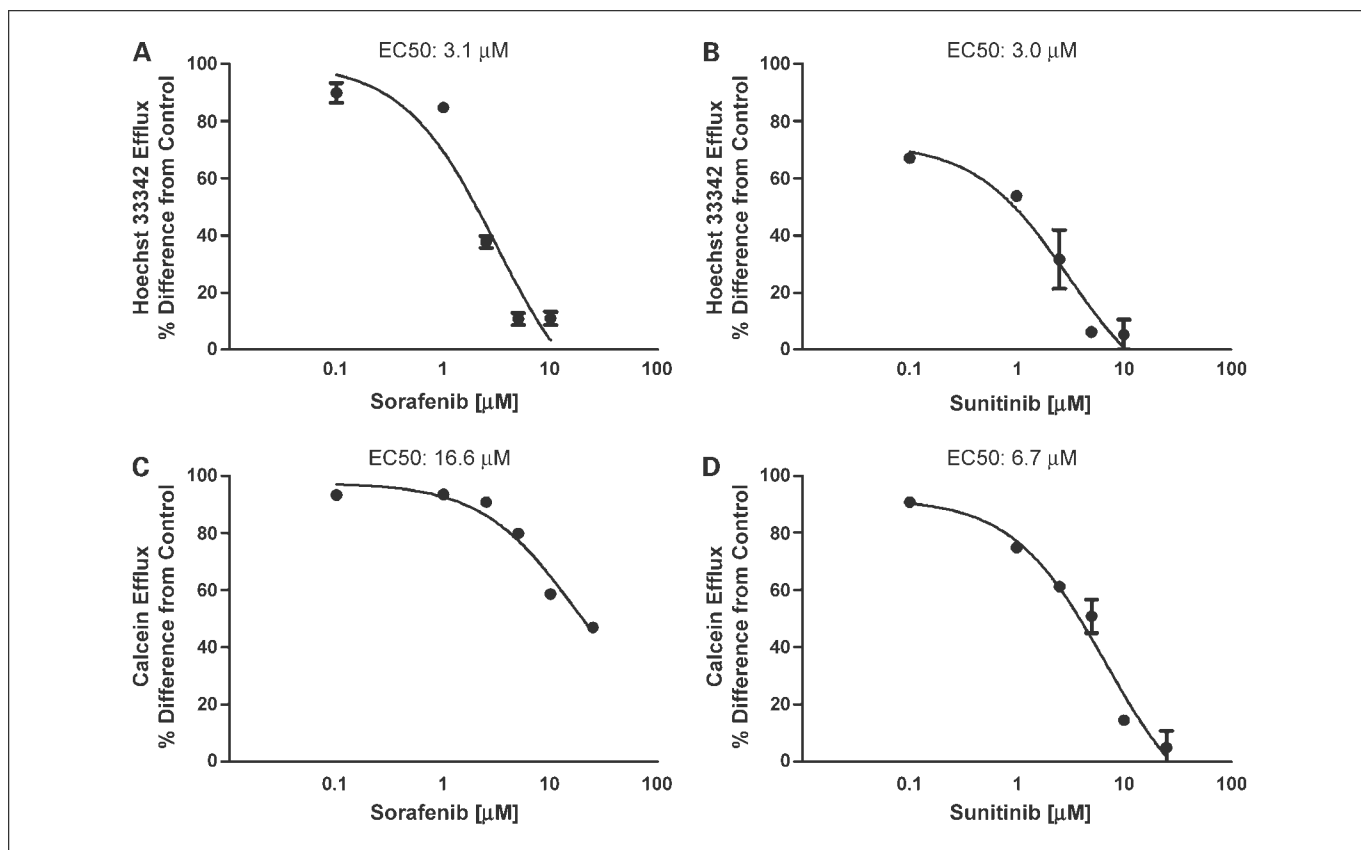 A
EC50: 3.1 μM
Hoechst 33342 Efflux
% Difference from Control
100
80
60
40
20
0
0.1 1 10 100
Sorafenib [μM]
B
EC50: 3.0 μM
Hoechst 33342 Efflux
% Difference from Control
100
80
60
40
20
0
0.1 1 10 100
Sunitinib [μM]
C
EC50: 16.6 μM
Calcein Efflux
% Difference from Control
100
80
60
40
20
0
0.1 1 10 100
Sorafenib [μM]
D
EC50: 6.7 μM
Calcein Efflux
% Difference from Control
100
80
60
40
20
0
0.1 1 10 100
Sunitinib [μM]